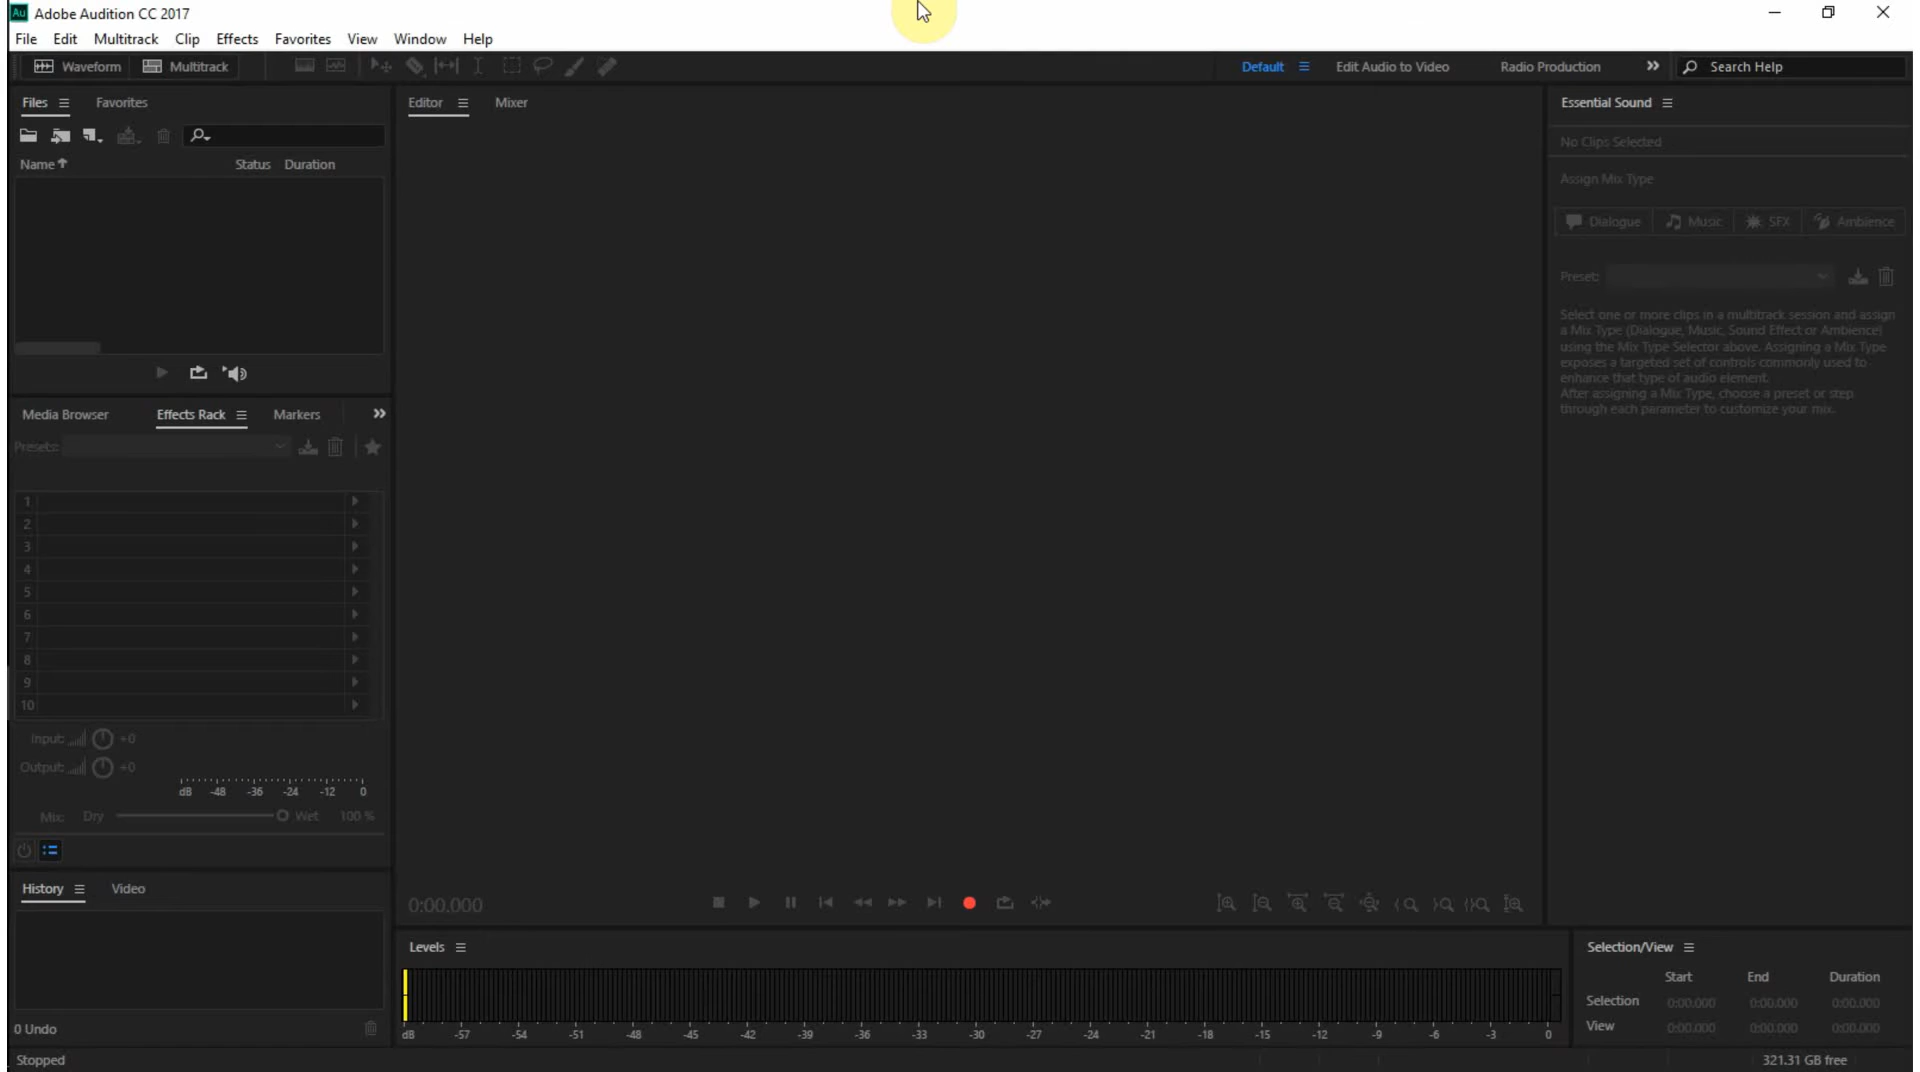 Au Adobe Audition CC 2017
File Edit Multitrack Clip Effects Favorites View Window Help
Waveform Multitrack Default Edit Audio to Video Radio Production Search Help
Files Favorites
Name Status Duration
Media Browser Effects Rack Markers
Presets:
1
2
3
4
5
6
7
8
9
10
Input: +0
Output: +0
dB -48 -36 -24 -12 0
Mix: Dry Wet 100 %
History Video
0 Undo
Stopped
Editor Mixer
0:00.000
Levels
dB -57 -54 -51 -48 -45 -42 -39 -36 -33 -30 -27 -24 -21 -18 -15 -12 -9 -6 -3 0
Essential Sound
No Clips Selected
Assign Mix Type
Dialogue Music SFX Ambience
Preset:
Select one or more clips in a multitrack session and assign
a Mix Type (Dialogue, Music, Sound Effect or Ambience)
using the Mix Type Selector above. Assigning a Mix Type
exposes a targeted set of controls commonly used to
enhance that type of audio element.
After assigning a Mix Type, choose a preset or step
through each parameter to customize your mix.
Selection/View
Start End Duration
Selection 0:00.000 0:00.000 0:00.000
View 0:00.000 0:00.000 0:00.000
321.31 GB free